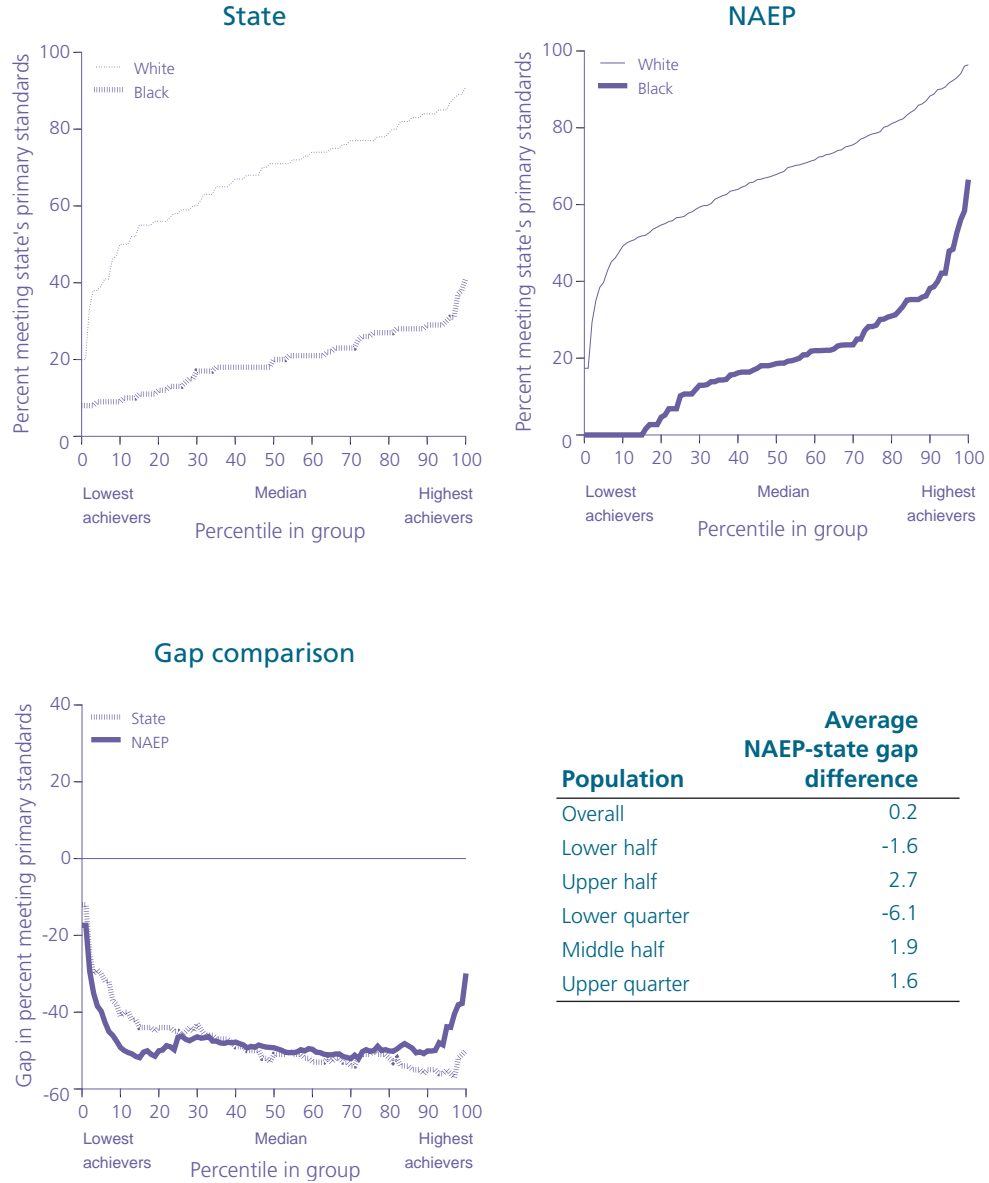 State
Percent meeting state's primary standards
100
80
60
40
20
0
White
Black
0 10 20 30 40 50 60 70 80 90 100
Lowest achievers
Median
Highest achievers
Percentile in group
NAEP
Percent meeting state's primary standards
100
80
60
40
20
0
White
Black
0 10 20 30 40 50 60 70 80 90 100
Lowest achievers
Median
Highest achievers
Percentile in group
Gap comparison
Gap in percent meeting primary standards
40
20
0
-20
-40
-60
State
NAEP
0 10 20 30 40 50 60 70 80 90 100
Lowest achievers
Median
Highest achievers
Percentile in group
Population Average NAEP-state gap difference
Overall 0.2
Lower half -1.6
Upper half 2.7
Lower quarter -6.1
Middle half 1.9
Upper quarter 1.6